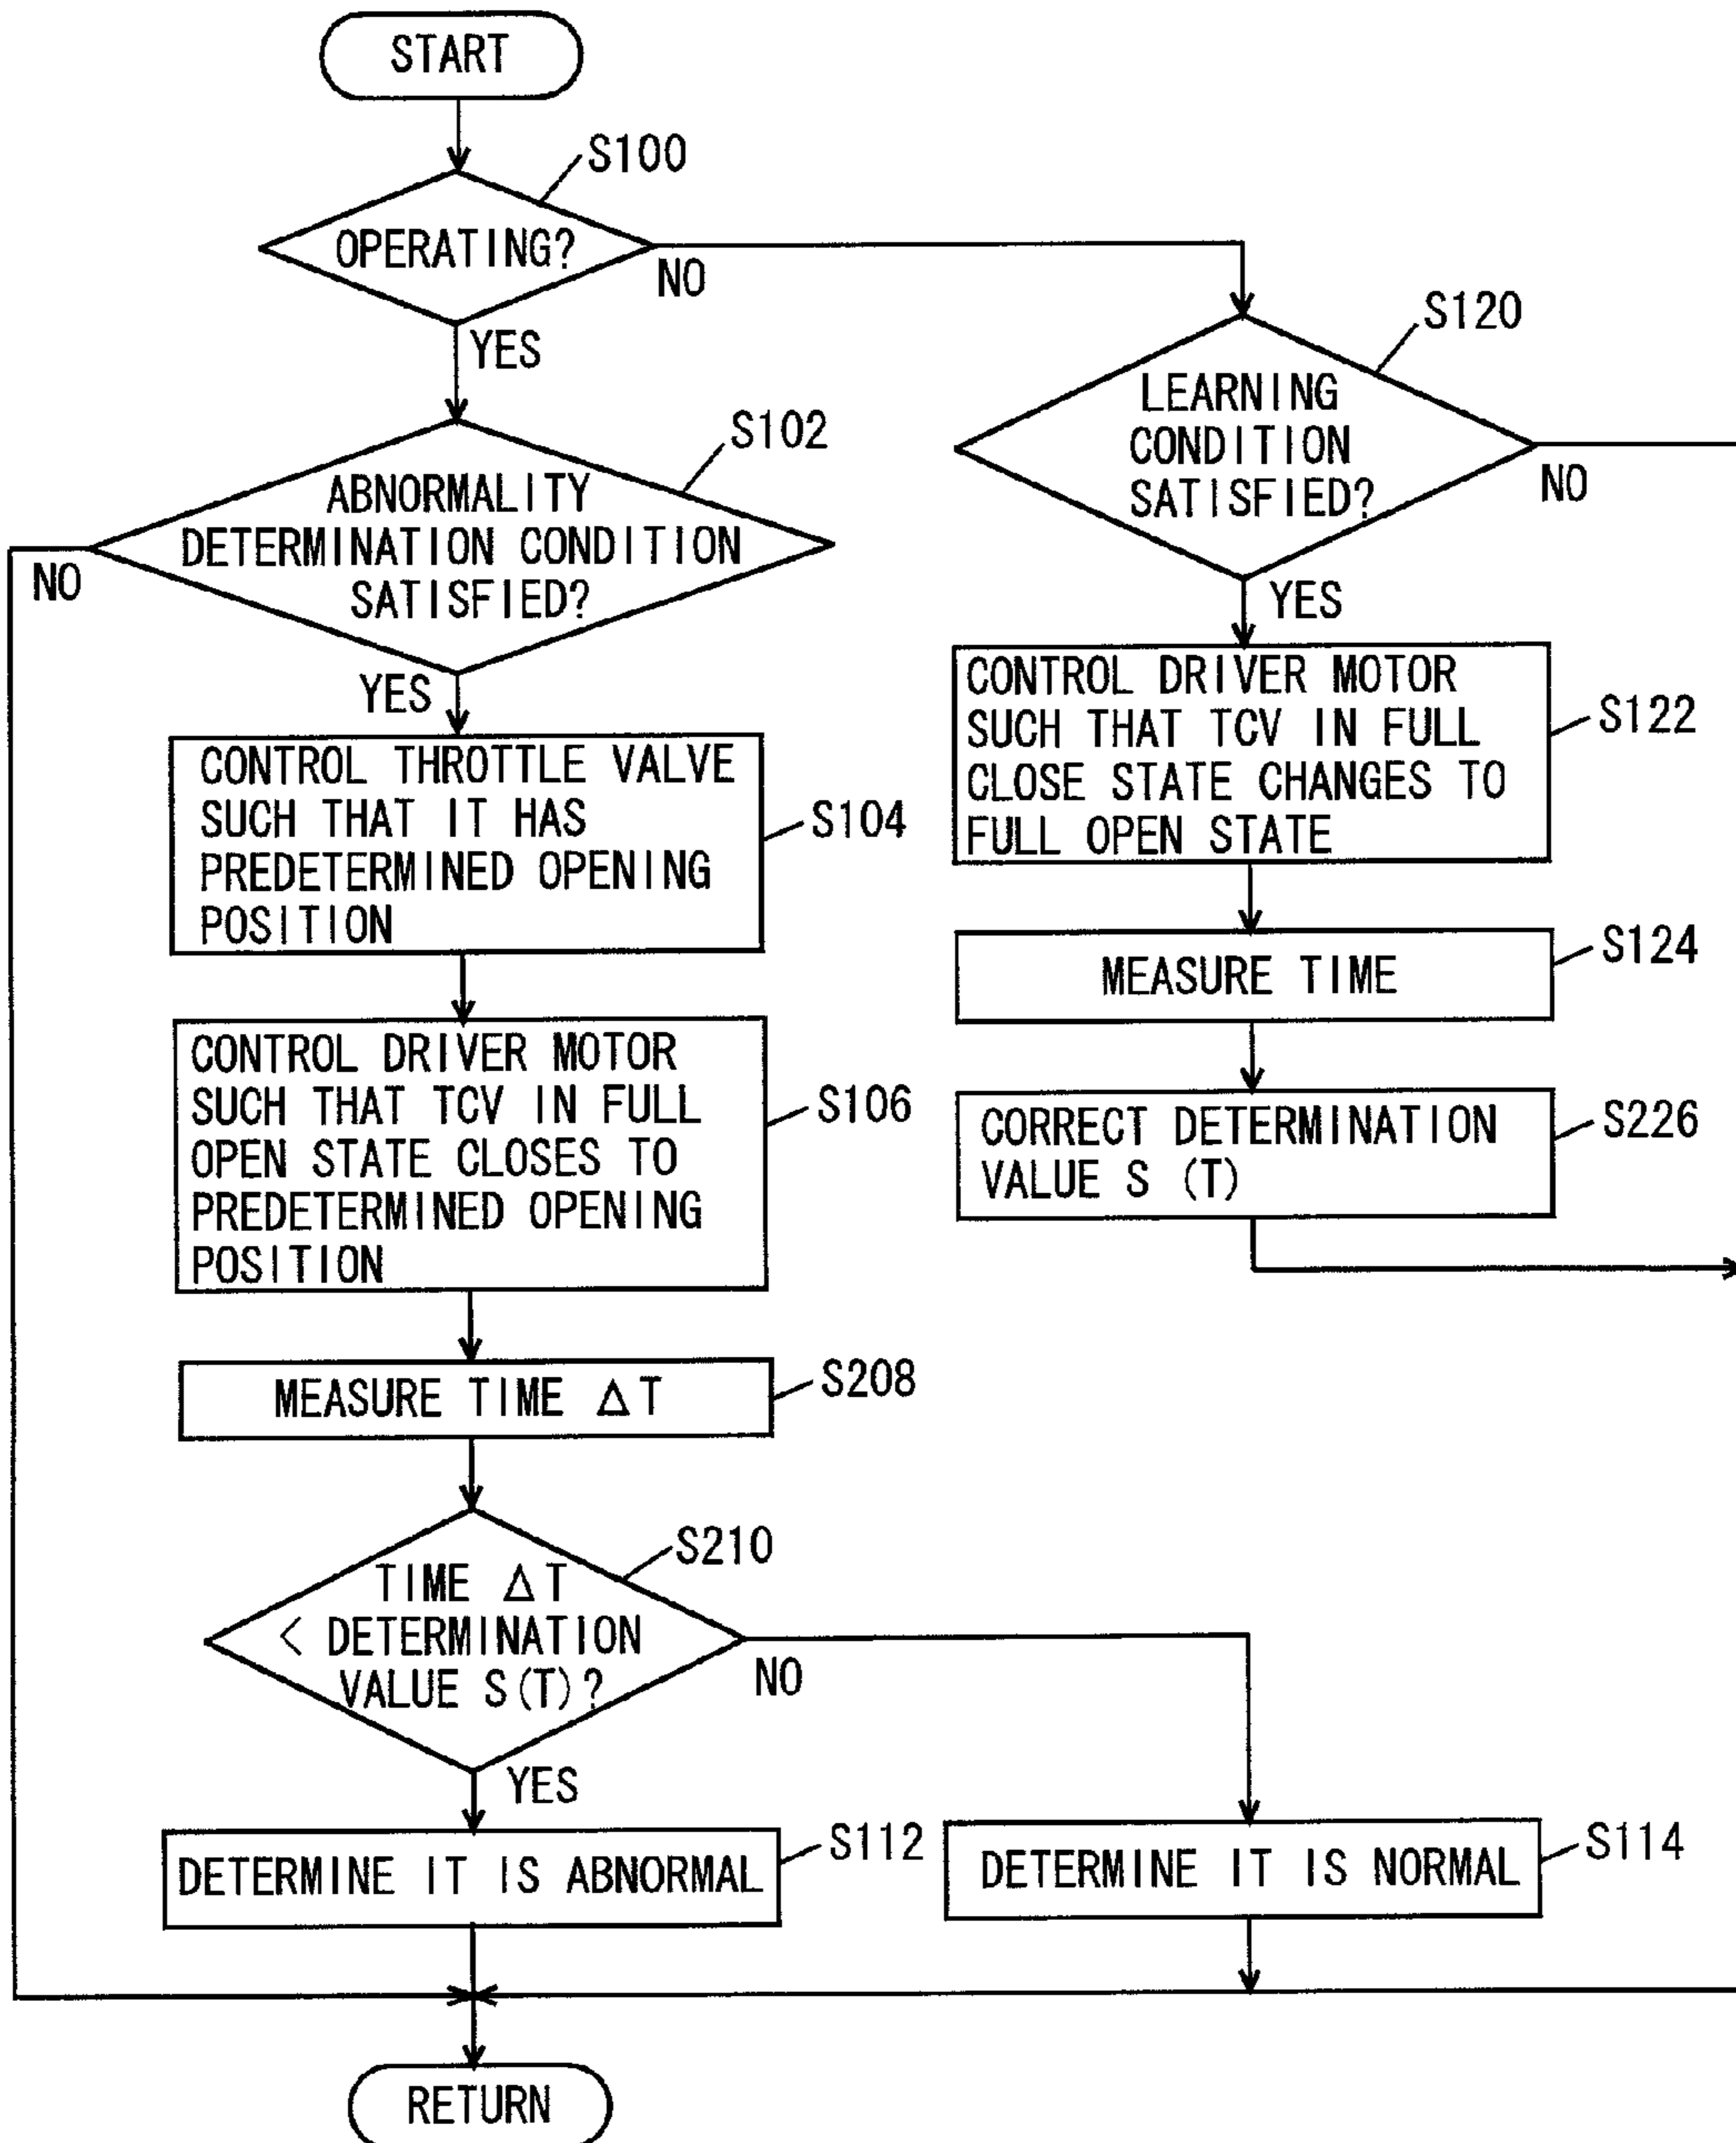 START
S100
OPERATING?
NO
YES
S102
ABNORMALITY
DETERMINATION CONDITION
SATISFIED?
NO
YES
CONTROL THROTTLE VALVE
SUCH THAT IT HAS
PREDETERMINED OPENING
POSITION
S104
CONTROL DRIVER MOTOR
SUCH THAT TCV IN FULL
OPEN STATE CLOSES TO
PREDETERMINED OPENING
POSITION
S106
MEASURE TIME △T
S208
S210
TIME △T
< DETERMINATION
VALUE S(T)?
NO
YES
DETERMINE IT IS ABNORMAL
S112
S120
LEARNING
CONDITION
SATISFIED?
NO
YES
CONTROL DRIVER MOTOR
SUCH THAT TCV IN FULL
CLOSE STATE CHANGES TO
FULL OPEN STATE
S122
MEASURE TIME
S124
CORRECT DETERMINATION
VALUE S (T)
S226
DETERMINE IT IS NORMAL
S114
RETURN